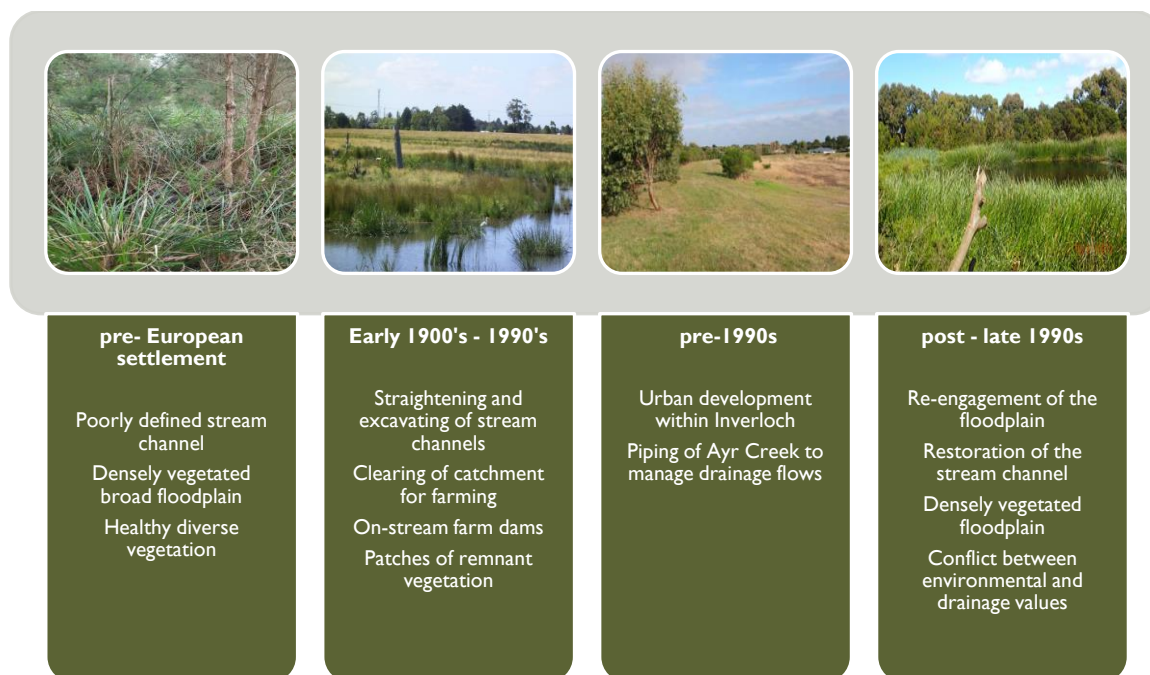 pre- European
settlement
Poorly defined stream
channel
Densely vegetated
broad floodplain
Healthy diverse
vegetation
Early 1900's - 1990's
Straightening and
excavating of stream
channels
Clearing of catchment
for farming
On-stream farm dams
Patches of remnant
vegetation
pre-1990s
Urban development
within Inverloch
Piping of Ayr Creek to
manage drainage flows
post - late 1990s
Re-engagement of the
floodplain
Restoration of the
stream channel
Densely vegetated
floodplain
Conflict between
environmental and
drainage values